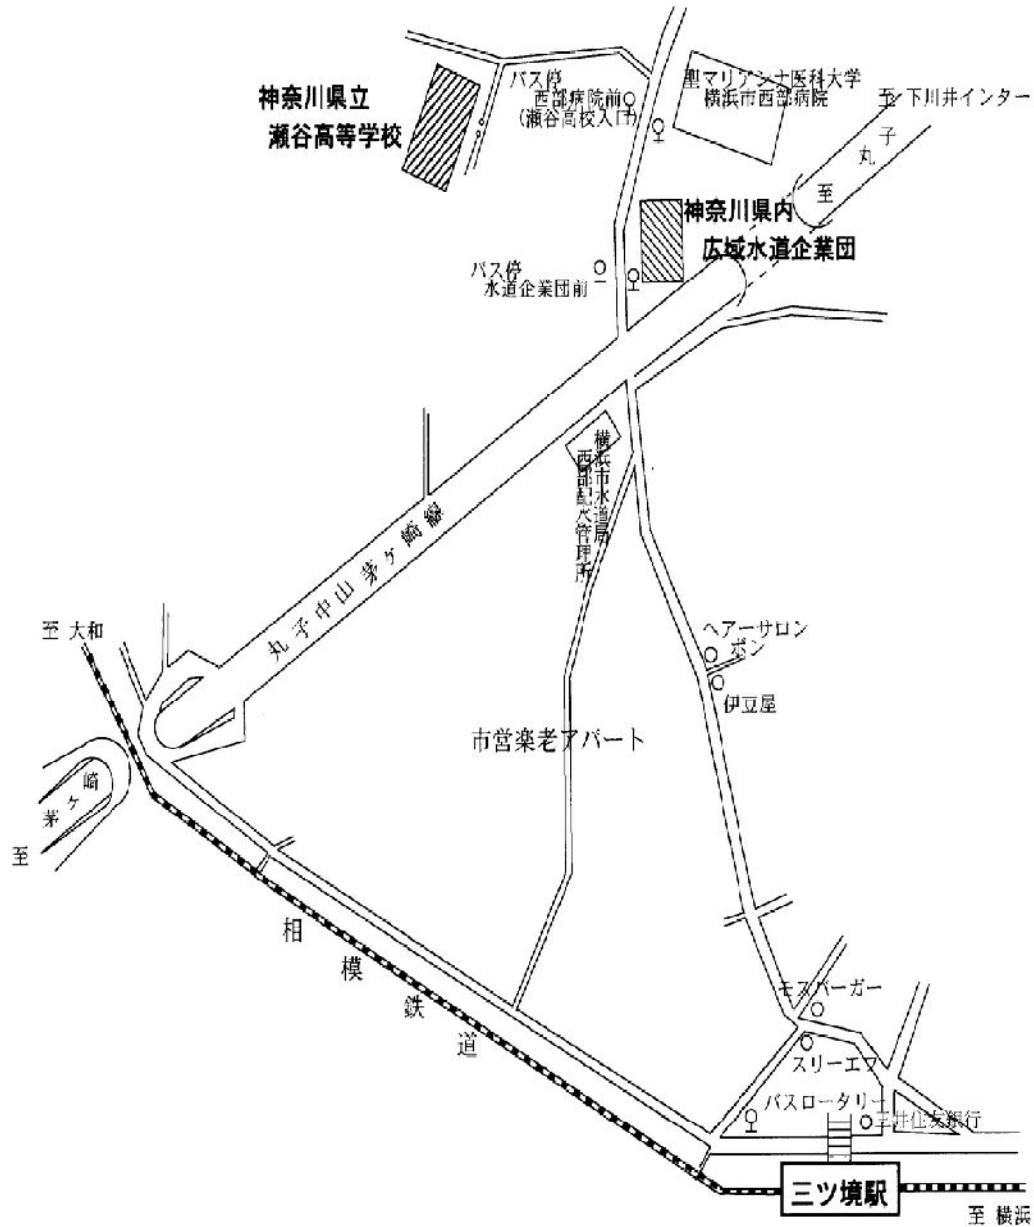 神奈川県立
瀬谷高等学校
バス停
西部病院前
(瀬谷高校入口)
聖マリアンナ医科大学
横浜市西部病院
至 下川井インター
至 丸子
神奈川県内
広域水道企業団
バス停
水道企業団前
横浜市水道局
西部配水管理所
丸子中山茅ヶ崎線
至 大和
ヘアーサロン
ボン
伊豆屋
市営楽老アパート
至 茅ヶ崎
相模鉄道
モスバーガー
スリーエフ
バスロータリー
三井住友銀行
三ツ境駅
至 横浜